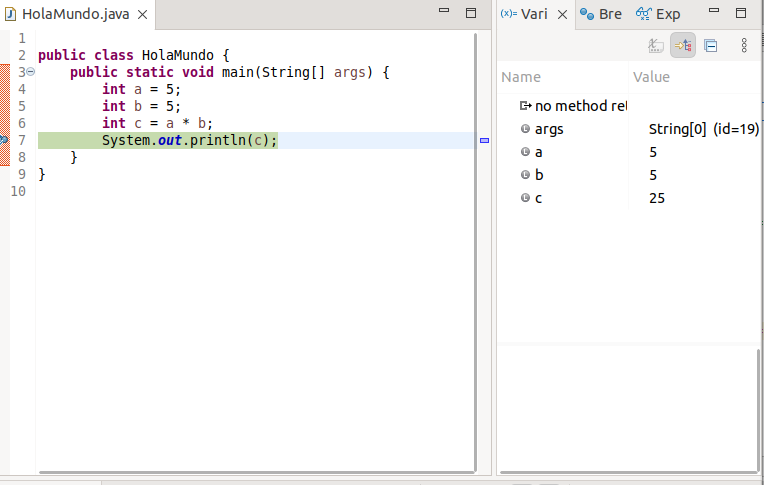 HolaMundo.java
1
2 public class HolaMundo {
3 public static void main(String[] args) {
4 int a = 5;
5 int b = 5;
6 int c = a * b;
7 System.out.println(c);
8 }
9 }
10
(x)= Vari Bre Exp
Name Value
no method ret
args String[0] (id=19)
a 5
b 5
c 25